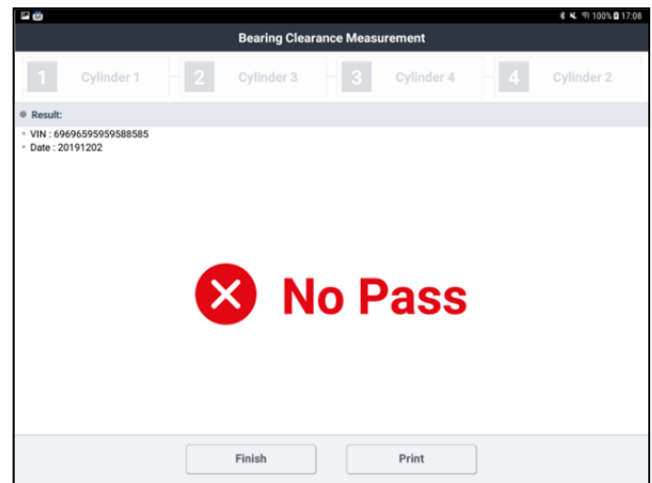 100% 17:08
Bearing Clearance Measurement
1 Cylinder 1 2 Cylinder 3 3 Cylinder 4 4 Cylinder 2
Result:
VIN : 69696595959588585
Date : 20191202
No Pass
Finish Print